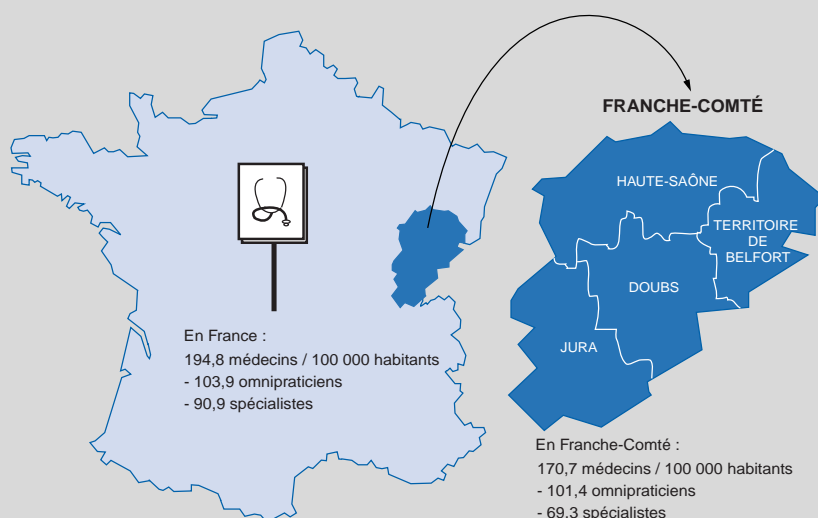 FRANCHE-COMTÉ
HAUTE-SAÔNE
TERRITOIRE
DE
BELFORT
DOUBS
JURA
En France :
194,8 médecins / 100 000 habitants
- 103,9 omnipraticiens
- 90,9 spécialistes
En Franche-Comté :
170,7 médecins / 100 000 habitants
- 101,4 omnipraticiens
- 69,3 spécialistes